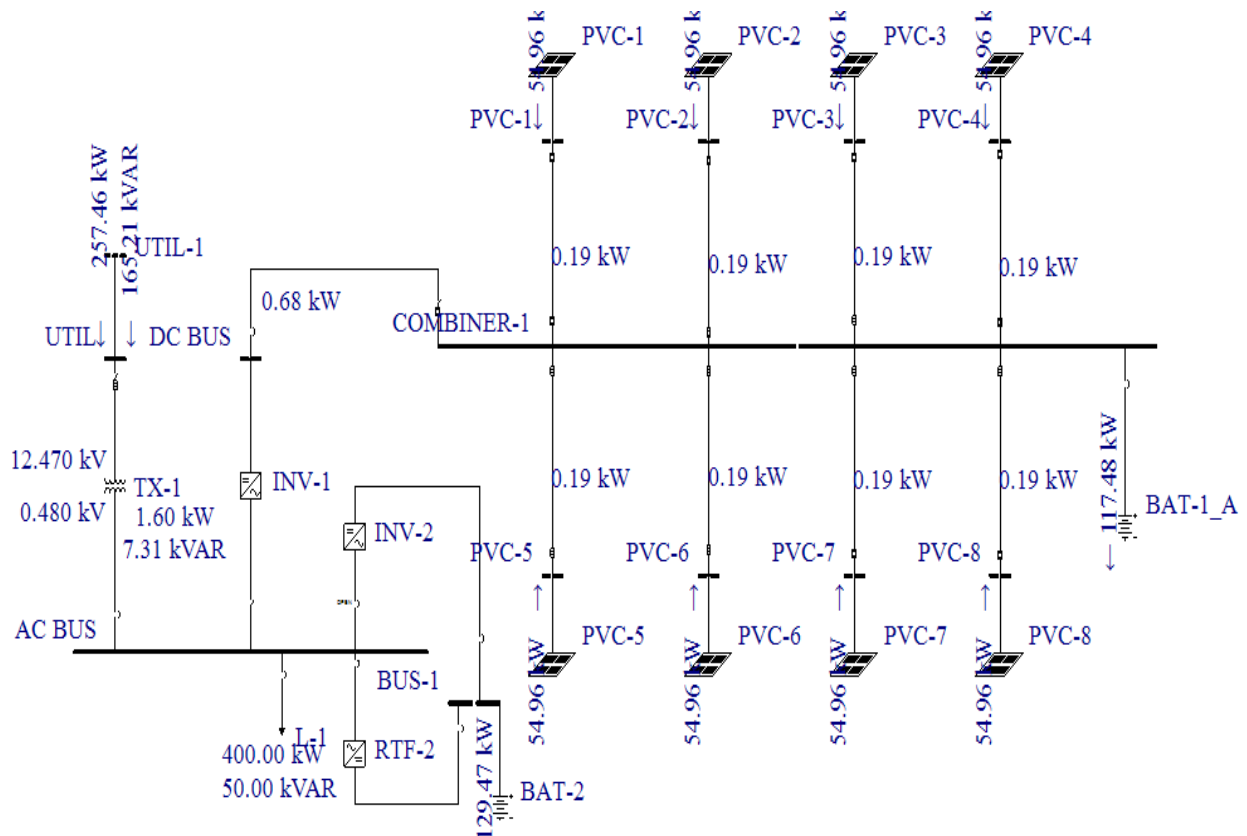 PVC-1
PVC-2
PVC-3
PVC-4
54.96 k
54.96 k
54.96 k
54.96 k
PVC-1↓
PVC-2↓
PVC-3↓
PVC-4↓
257.46 kW
165.21 kVAR
UTIL-1
0.19 kW
0.19 kW
0.19 kW
0.19 kW
0.68 kW
COMBINER-1
UTIL↓ ↓
DC BUS
12.470 kV
0.480 kV
TX-1
1.60 kW
7.31 kVAR
INV-1
0.19 kW
0.19 kW
0.19 kW
0.19 kW
117.48 kW
↓
BAT-1_A
INV-2
PVC-5
PVC-6
PVC-7
PVC-8
OPEN
↑
↑
↑
↑
AC BUS
54.96 kW
PVC-5
54.96 kW
PVC-6
54.96 kW
PVC-7
54.96 kW
PVC-8
BUS-1
L-1
400.00 kW
50.00 kVAR
RTF-2
129.47 kW
BAT-2